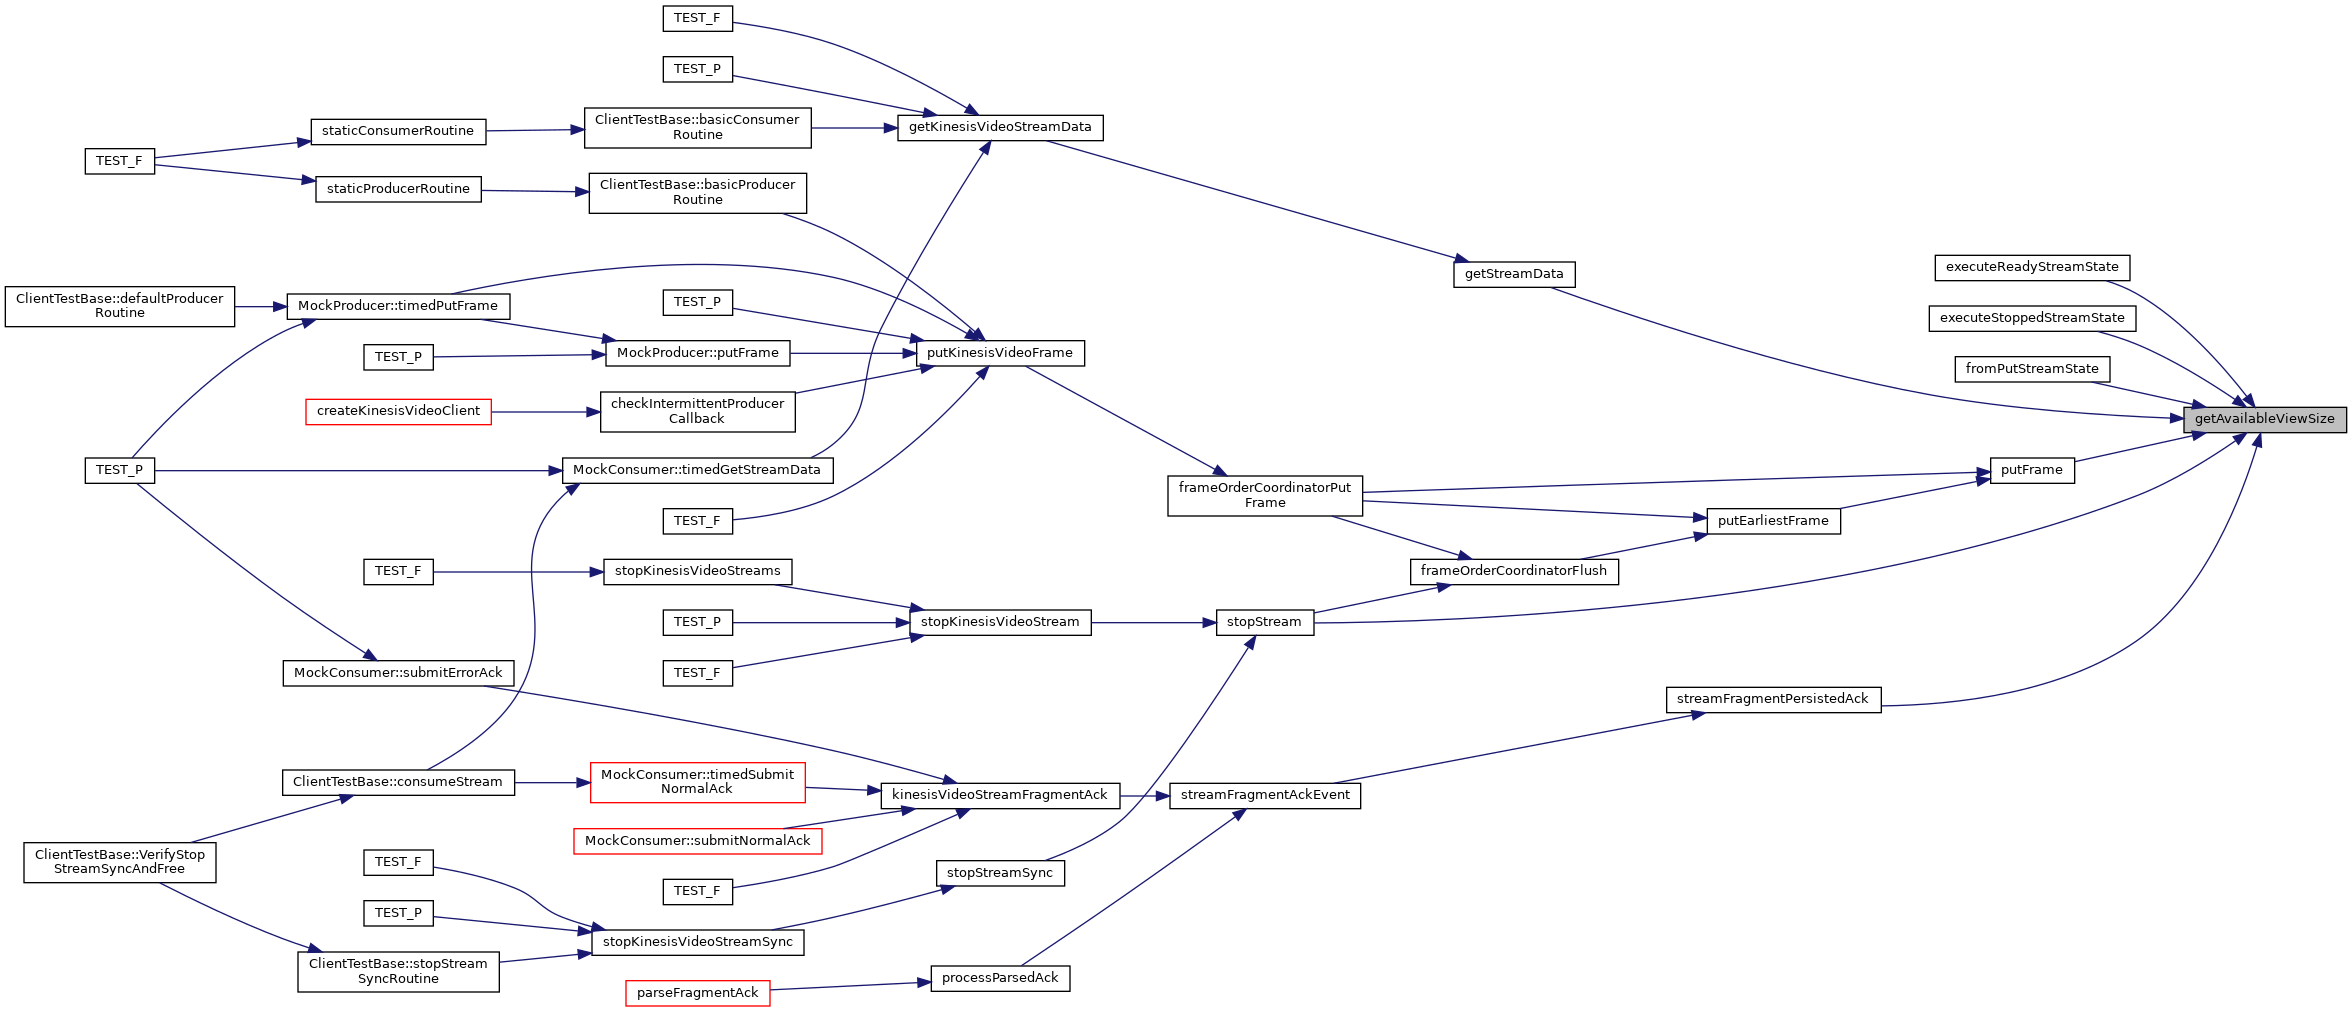 TEST_F
TEST_P
ClientTestBase::basicConsumer
Routine
staticConsumerRoutine
getKinesisVideoStreamData
TEST_F
staticProducerRoutine
ClientTestBase::basicProducer
Routine
executeReadyStreamState
getStreamData
ClientTestBase::defaultProducer
Routine
MockProducer::timedPutFrame
TEST_P
executeStoppedStreamState
TEST_P
MockProducer::putFrame
putKinesisVideoFrame
fromPutStreamState
createKinesisVideoClient
checkIntermittentProducer
Callback
getAvailableViewSize
TEST_P
MockConsumer::timedGetStreamData
putFrame
frameOrderCoordinatorPut
Frame
TEST_F
putEarliestFrame
TEST_F
stopKinesisVideoStreams
frameOrderCoordinatorFlush
TEST_P
stopKinesisVideoStream
stopStream
MockConsumer::submitErrorAck
TEST_F
streamFragmentPersistedAck
ClientTestBase::consumeStream
MockConsumer::timedSubmit
NormalAck
kinesisVideoStreamFragmentAck
streamFragmentAckEvent
MockConsumer::submitNormalAck
ClientTestBase::VerifyStop
StreamSyncAndFree
TEST_F
stopStreamSync
TEST_F
TEST_P
stopKinesisVideoStreamSync
ClientTestBase::stopStream
SyncRoutine
processParsedAck
parseFragmentAck